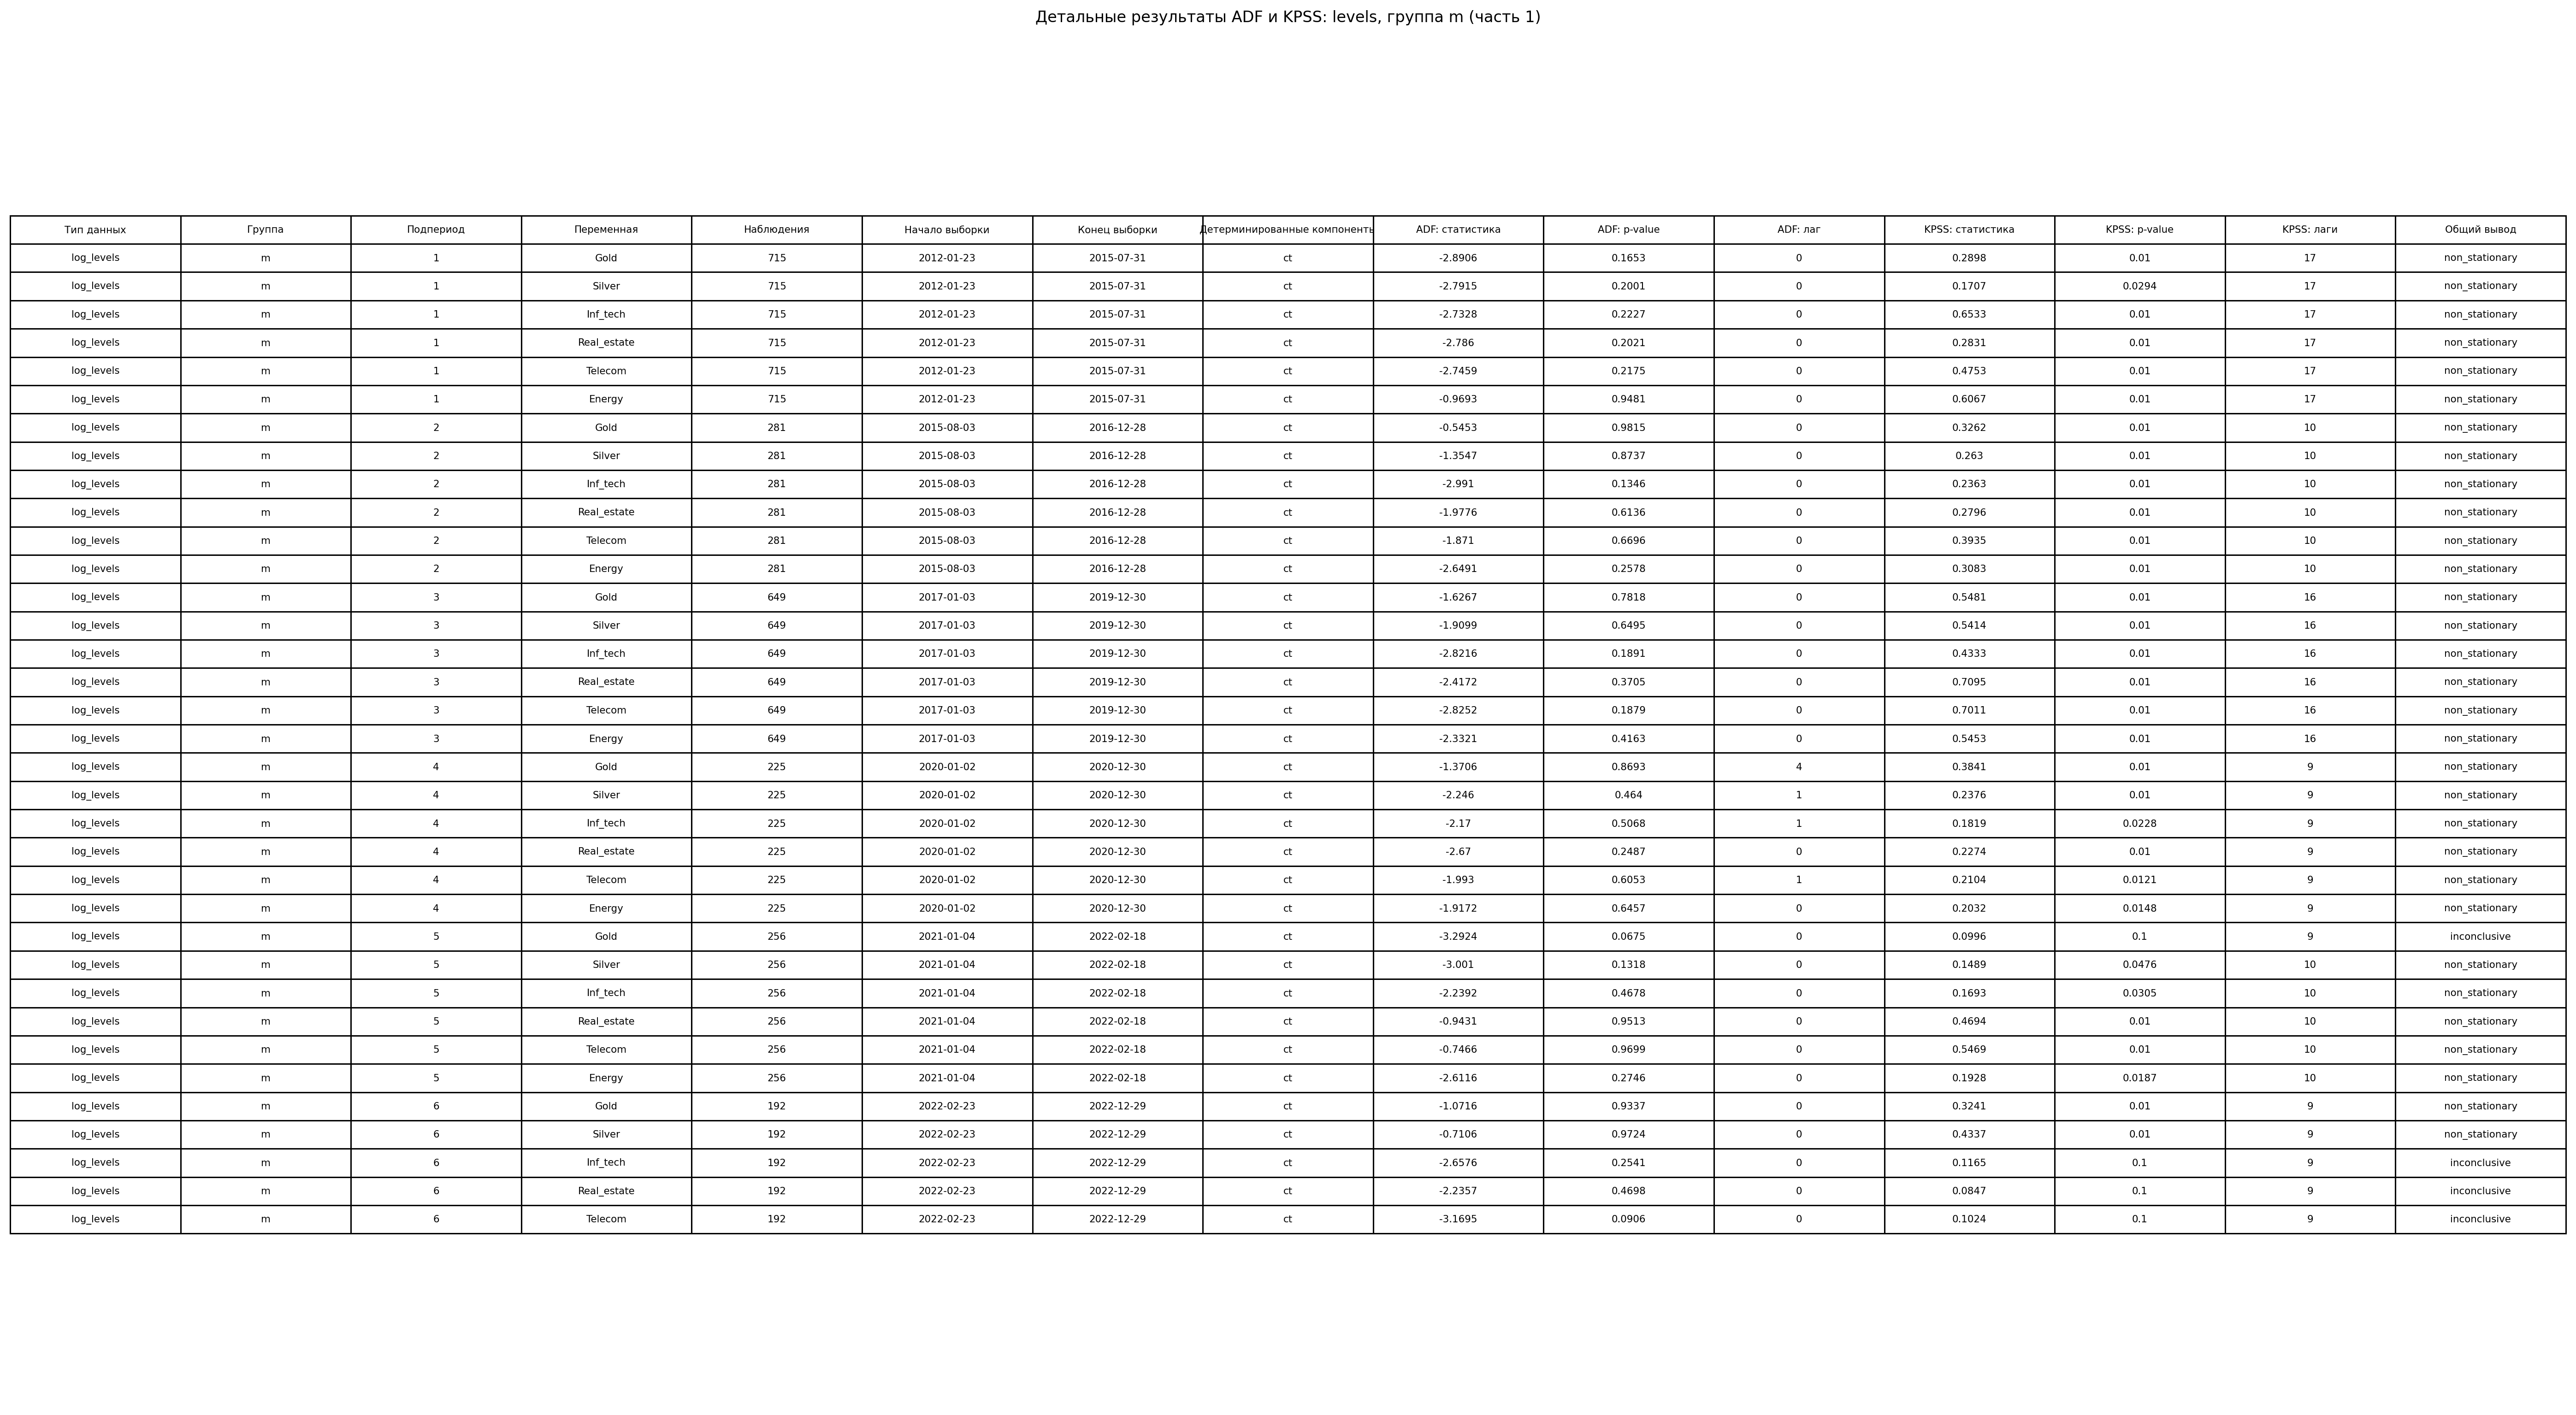 Детальные результаты ADF и KPSS: levels, группа m (часть 1)
Тип данных Группа Подпериод Переменная Наблюдения Начало выборки Конец выборки Детерминированные компоненты ADF: статистика ADF: p-value ADF: лаг KPSS: статистика KPSS: p-value KPSS: лаги Общий вывод
log_levels m 1 Gold 715 2012-01-23 2015-07-31 ct -2.8906 0.1653 0 0.2898 0.01 17 non_stationary
log_levels m 1 Silver 715 2012-01-23 2015-07-31 ct -2.7915 0.2001 0 0.1707 0.0294 17 non_stationary
log_levels m 1 Inf_tech 715 2012-01-23 2015-07-31 ct -2.7328 0.2227 0 0.6533 0.01 17 non_stationary
log_levels m 1 Real_estate 715 2012-01-23 2015-07-31 ct -2.786 0.2021 0 0.2831 0.01 17 non_stationary
log_levels m 1 Telecom 715 2012-01-23 2015-07-31 ct -2.7459 0.2175 0 0.4753 0.01 17 non_stationary
log_levels m 1 Energy 715 2012-01-23 2015-07-31 ct -0.9693 0.9481 0 0.6067 0.01 17 non_stationary
log_levels m 2 Gold 281 2015-08-03 2016-12-28 ct -0.5453 0.9815 0 0.3262 0.01 10 non_stationary
log_levels m 2 Silver 281 2015-08-03 2016-12-28 ct -1.3547 0.8737 0 0.263 0.01 10 non_stationary
log_levels m 2 Inf_tech 281 2015-08-03 2016-12-28 ct -2.991 0.1346 0 0.2363 0.01 10 non_stationary
log_levels m 2 Real_estate 281 2015-08-03 2016-12-28 ct -1.9776 0.6136 0 0.2796 0.01 10 non_stationary
log_levels m 2 Telecom 281 2015-08-03 2016-12-28 ct -1.871 0.6696 0 0.3935 0.01 10 non_stationary
log_levels m 2 Energy 281 2015-08-03 2016-12-28 ct -2.6491 0.2578 0 0.3083 0.01 10 non_stationary
log_levels m 3 Gold 649 2017-01-03 2019-12-30 ct -1.6267 0.7818 0 0.5481 0.01 16 non_stationary
log_levels m 3 Silver 649 2017-01-03 2019-12-30 ct -1.9099 0.6495 0 0.5414 0.01 16 non_stationary
log_levels m 3 Inf_tech 649 2017-01-03 2019-12-30 ct -2.8216 0.1891 0 0.4333 0.01 16 non_stationary
log_levels m 3 Real_estate 649 2017-01-03 2019-12-30 ct -2.4172 0.3705 0 0.7095 0.01 16 non_stationary
log_levels m 3 Telecom 649 2017-01-03 2019-12-30 ct -2.8252 0.1879 0 0.7011 0.01 16 non_stationary
log_levels m 3 Energy 649 2017-01-03 2019-12-30 ct -2.3321 0.4163 0 0.5453 0.01 16 non_stationary
log_levels m 4 Gold 225 2020-01-02 2020-12-30 ct -1.3706 0.8693 4 0.3841 0.01 9 non_stationary
log_levels m 4 Silver 225 2020-01-02 2020-12-30 ct -2.246 0.464 1 0.2376 0.01 9 non_stationary
log_levels m 4 Inf_tech 225 2020-01-02 2020-12-30 ct -2.17 0.5068 1 0.1819 0.0228 9 non_stationary
log_levels m 4 Real_estate 225 2020-01-02 2020-12-30 ct -2.67 0.2487 0 0.2274 0.01 9 non_stationary
log_levels m 4 Telecom 225 2020-01-02 2020-12-30 ct -1.993 0.6053 1 0.2104 0.0121 9 non_stationary
log_levels m 4 Energy 225 2020-01-02 2020-12-30 ct -1.9172 0.6457 0 0.2032 0.0148 9 non_stationary
log_levels m 5 Gold 256 2021-01-04 2022-02-18 ct -3.2924 0.0675 0 0.0996 0.1 9 inconclusive
log_levels m 5 Silver 256 2021-01-04 2022-02-18 ct -3.001 0.1318 0 0.1489 0.0476 10 non_stationary
log_levels m 5 Inf_tech 256 2021-01-04 2022-02-18 ct -2.2392 0.4678 0 0.1693 0.0305 10 non_stationary
log_levels m 5 Real_estate 256 2021-01-04 2022-02-18 ct -0.9431 0.9513 0 0.4694 0.01 10 non_stationary
log_levels m 5 Telecom 256 2021-01-04 2022-02-18 ct -0.7466 0.9699 0 0.5469 0.01 10 non_stationary
log_levels m 5 Energy 256 2021-01-04 2022-02-18 ct -2.6116 0.2746 0 0.1928 0.0187 10 non_stationary
log_levels m 6 Gold 192 2022-02-23 2022-12-29 ct -1.0716 0.9337 0 0.3241 0.01 9 non_stationary
log_levels m 6 Silver 192 2022-02-23 2022-12-29 ct -0.7106 0.9724 0 0.4337 0.01 9 non_stationary
log_levels m 6 Inf_tech 192 2022-02-23 2022-12-29 ct -2.6576 0.2541 0 0.1165 0.1 9 inconclusive
log_levels m 6 Real_estate 192 2022-02-23 2022-12-29 ct -2.2357 0.4698 0 0.0847 0.1 9 inconclusive
log_levels m 6 Telecom 192 2022-02-23 2022-12-29 ct -3.1695 0.0906 0 0.1024 0.1 9 inconclusive